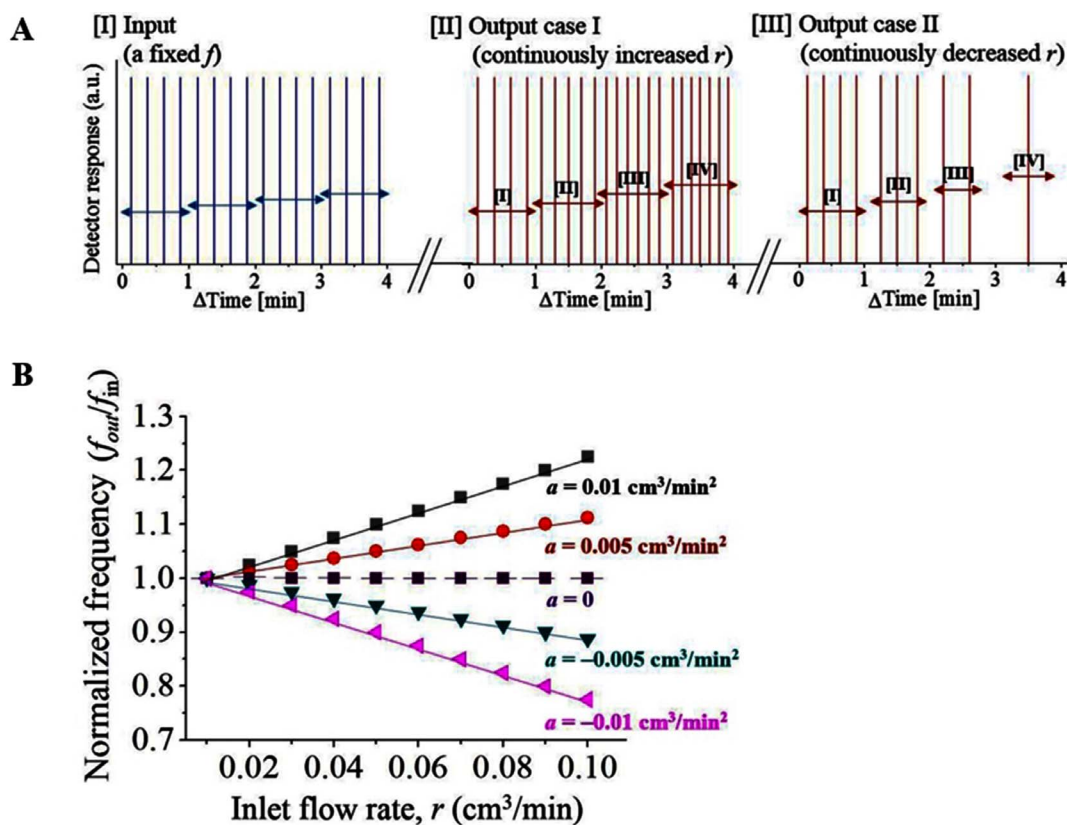 A
[I] Input
(a fixed f)
[II] Output case I
(continuously increased r)
[III] Output case II
(continuously decreased r)
Detector response (a.u.)
[I]
[II]
[III]
[IV]
[I]
[II]
[III]
[IV]
0 1 2 3 4
0 1 2 3 4
0 1 2 3 4
ΔTime [min]
ΔTime [min]
ΔTime [min]
B
Normalized frequency (f_out/f_in)
1.3
1.2
1.1
1.0
0.9
0.8
0.7
a = 0.01 cm³/min²
a = 0.005 cm³/min²
a = 0
a = −0.005 cm³/min²
a = −0.01 cm³/min²
0.02 0.04 0.06 0.08 0.10
Inlet flow rate, r (cm³/min)